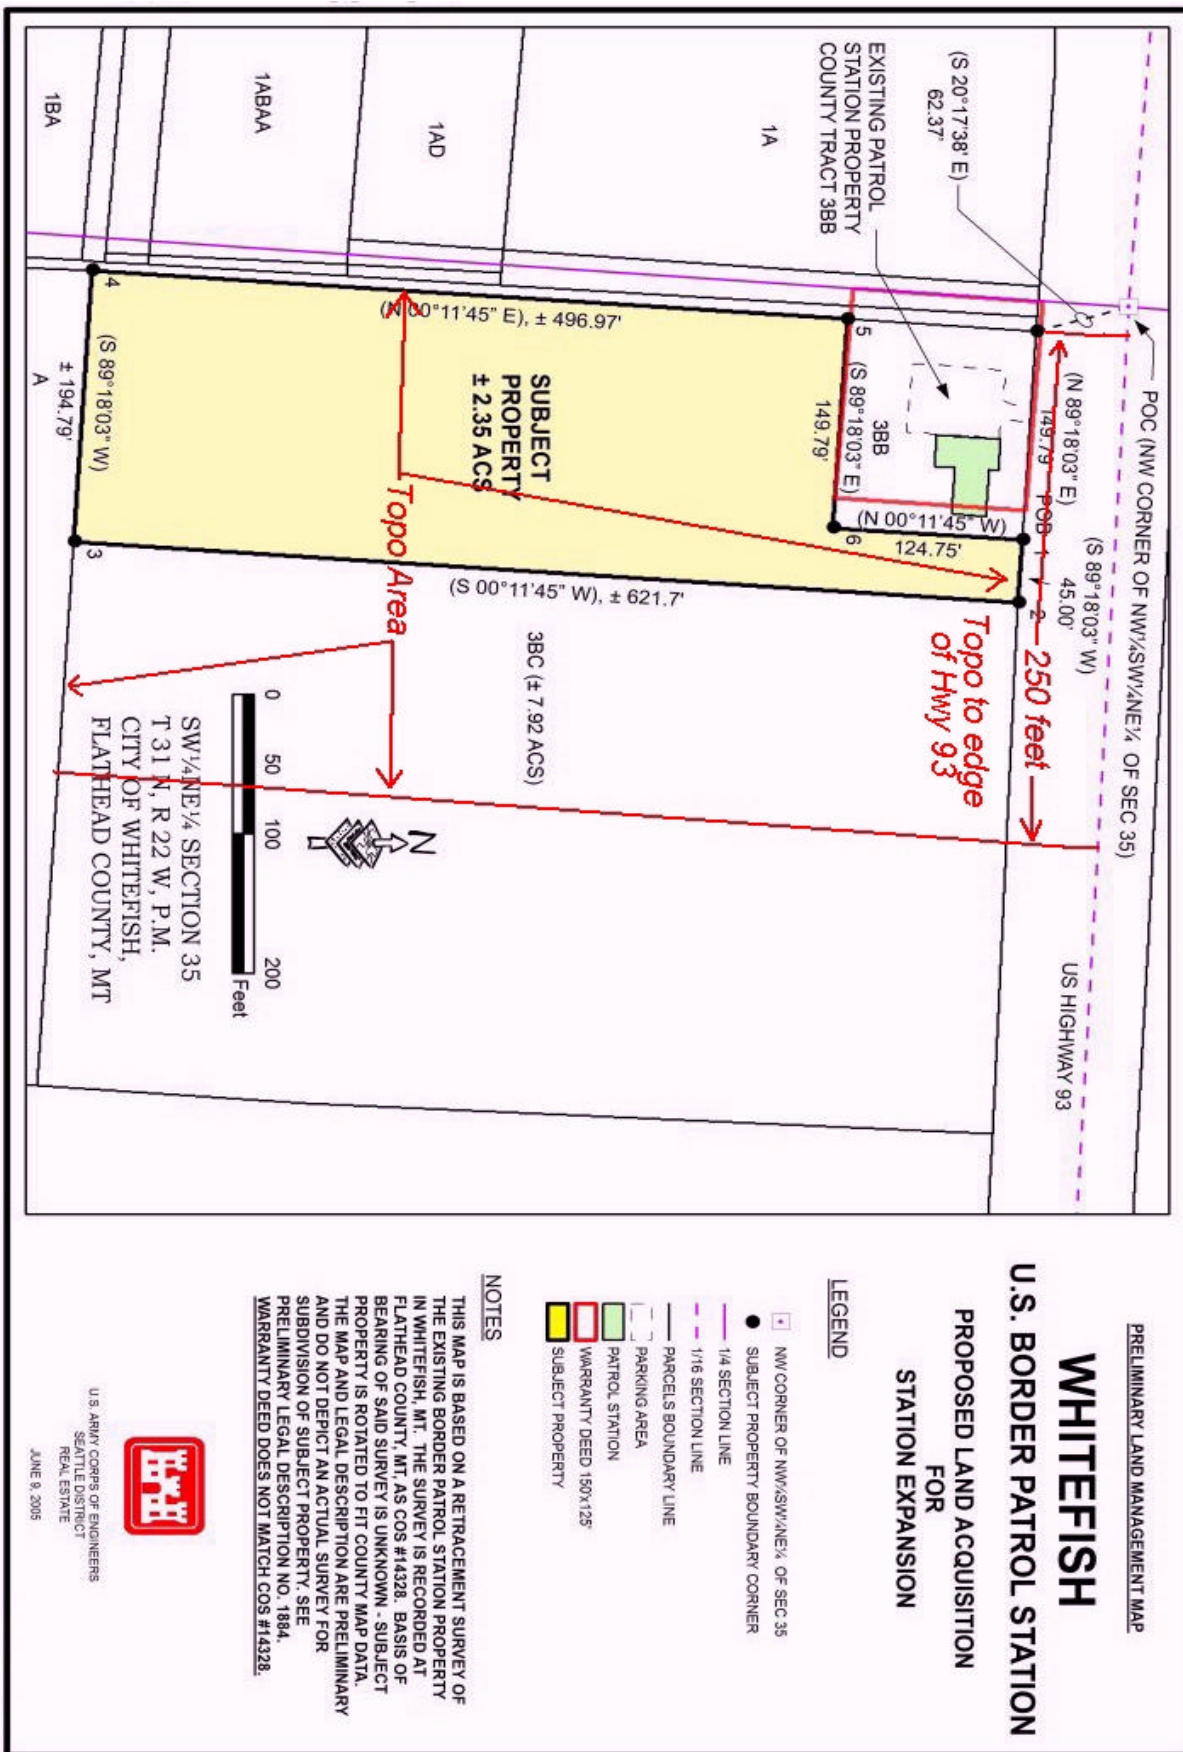 PRELIMINARY LAND MANAGEMENT MAP
WHITEFISH
U.S. BORDER PATROL STATION
PROPOSED LAND ACQUISITION
FOR
STATION EXPANSION
LEGEND
NW CORNER OF NW¼SW¼NE¼ OF SEC 35
SUBJECT PROPERTY BOUNDARY CORNER
1/4 SECTION LINE
1/16 SECTION LINE
PARCELS BOUNDARY LINE
PARKING AREA
PATROL STATION
WARRANTY DEED 150'X125'
SUBJECT PROPERTY
NOTES
THIS MAP IS BASED ON A RETRACEMENT SURVEY OF
THE EXISTING BORDER PATROL STATION PROPERTY
IN WHITEFISH, MT. THE SURVEY IS RECORDED AT
FLATHEAD COUNTY, MT, AS COS #14328. BASIS OF
BEARING OF SAID SURVEY IS UNKNOWN - SUBJECT
PROPERTY IS ROTATED TO FIT COUNTY MAP DATA.
THE MAP AND LEGAL DESCRIPTION ARE PRELIMINARY
AND DO NOT DEPICT AN ACTUAL SURVEY FOR
SUBDIVISION OF SUBJECT PROPERTY. SEE
PRELIMINARY LEGAL DESCRIPTION NO. 1884.
WARRANTY DEED DOES NOT MATCH COS #14328.
U.S. ARMY CORPS OF ENGINEERS
SEATTLE DISTRICT
REAL ESTATE
JUNE 9, 2005
POC (NW CORNER OF NW¼SW¼NE¼ OF SEC 35)
US HIGHWAY 93
(S 20°17'38" E)
62.37'
EXISTING PATROL
STATION PROPERTY
COUNTY TRACT 3BB
(N 89°18'03" E)
149.79'
POB
1
(S 89°18'03" W)
45.00'
2
250 feet
Topo to edge
of Hwy 93
1A
1AD
1ABAA
1BA
5
(S 89°18'03" E)
149.79'
3BB
(N 00°11'45" W)
124.75'
6
(N 00°11'45" E), ± 496.97'
SUBJECT
PROPERTY
± 2.35 ACS
Topo Area
(S 00°11'45" W), ± 621.7'
3BC (± 7.92 ACS)
4
(S 89°18'03" W)
± 194.79'
A
3
N
0 50 100 200
Feet
SW¼NE¼ SECTION 35
T 31 N, R 22 W, P.M.
CITY OF WHITEFISH,
FLATHEAD COUNTY, MT